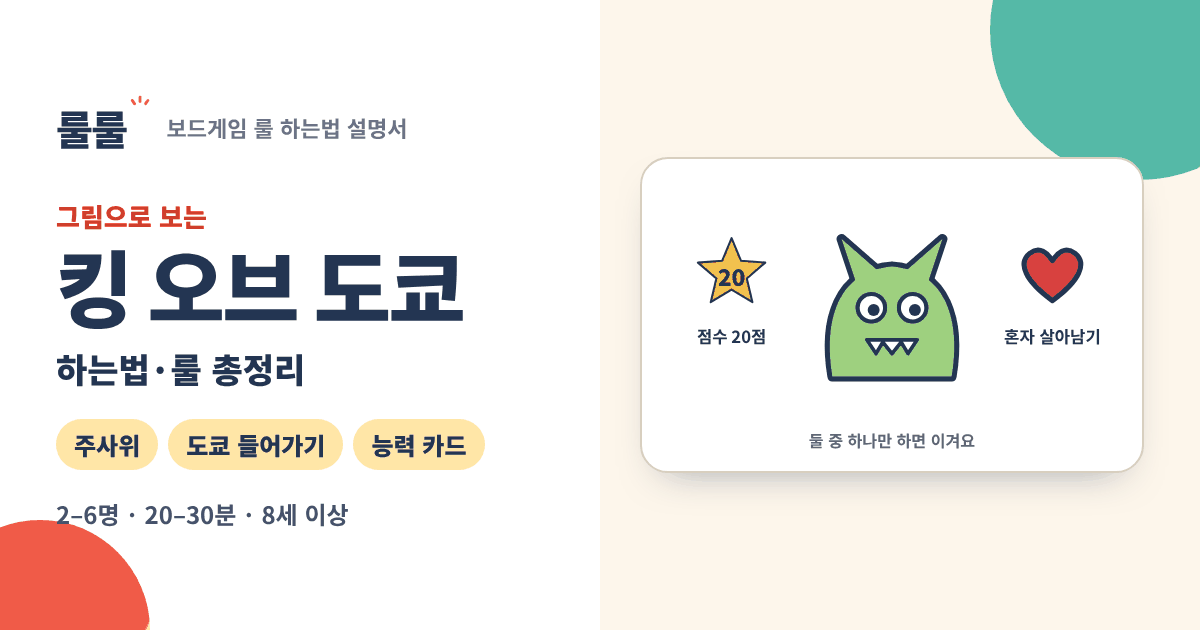 룰룰
보드게임 룰 하는법 설명서
그림으로 보는
킹 오브 도쿄
하는법·룰 총정리
주사위
도쿄 들어가기
능력 카드
2–6명 · 20–30분 · 8세 이상
20
점수 20점
혼자 살아남기
둘 중 하나만 하면 이겨요